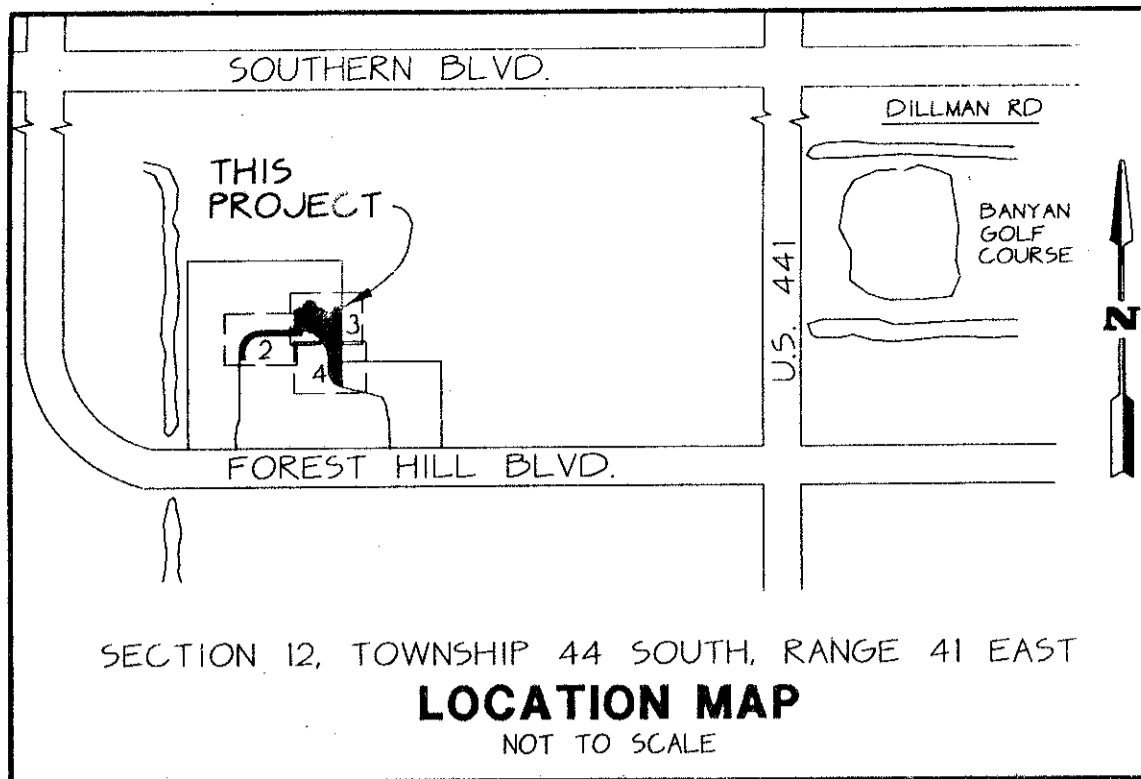 SOUTHERN BLVD.
DILLMAN RD
THIS
PROJECT
BANYAN
GOLF
COURSE
U.S. 441
N
3
2
4
FOREST HILL BLVD.
SECTION 12, TOWNSHIP 44 SOUTH, RANGE 41 EAST
LOCATION MAP
NOT TO SCALE